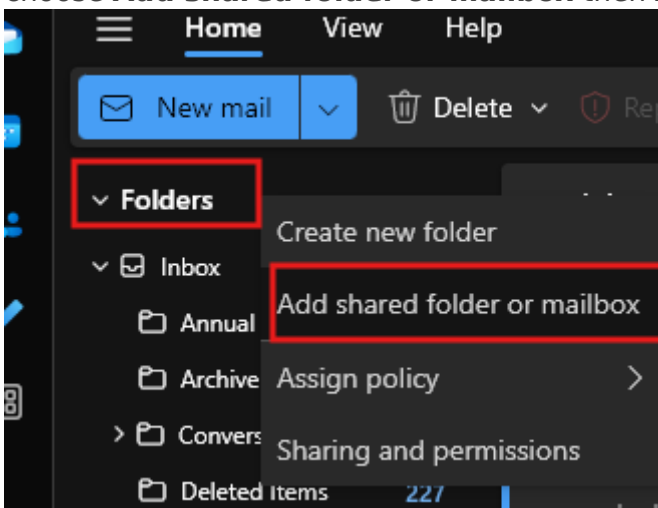 Home View Help
New mail Delete
Folders
Create new folder
Inbox
Add shared folder or mailbox
Annual
Archive Assign policy
Convers
Sharing and permissions
Deleted Items 227